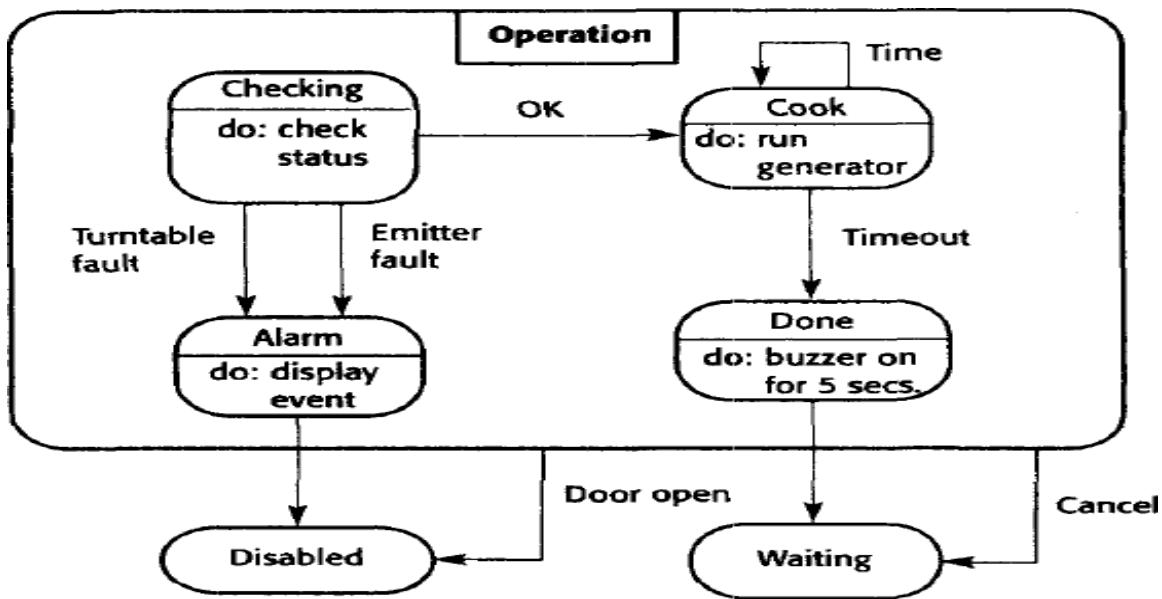 Operation
Checking
do: check
status
OK
Time
Cook
do: run
generator
Turntable
fault
Emitter
fault
Timeout
Alarm
do: display
event
Done
do: buzzer on
for 5 secs.
Door open
Cancel
Disabled
Waiting